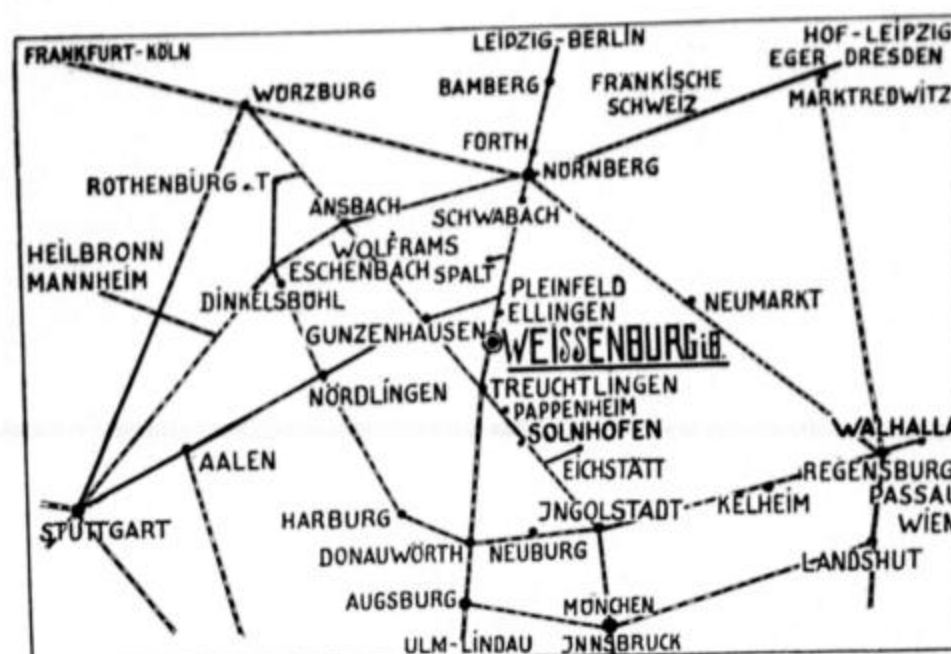 FRANKFURT-KÖLN
LEIPZIG-BERLIN
HOF-LEIPZIG
EGER DRESDEN
WÜRZBURG
BAMBERG
FRÄNKISCHE
SCHWEIZ
MARKTREDWITZ
FÜRTH
NÜRNBERG
ROTHENBURG o.T
ANSBACH
SCHWABACH
HEILBRONN
MANNHEIM
WOLFRAMS
ESCHENBACH
SPALT
DINKELSBÜHL
PLEINFELD
ELLINGEN
NEUMARKT
GUNZENHAUSEN
WEISSENBURG i.B.
TREUCHTLINGEN
NÖRDLINGEN
PAPPENHEIM
SOLNHOFEN
WALHALLA
AALEN
EICHSTÄTT
REGENSBURG
PASSAU
WIEN
KELHEIM
STUTTGART
HARBURG
JNGOLSTADT
DONAUWÖRTH
NEUBURG
LANDSHUT
AUGSBURG
MÜNCHEN
ULM-LINDAU
JNNSBRUCK